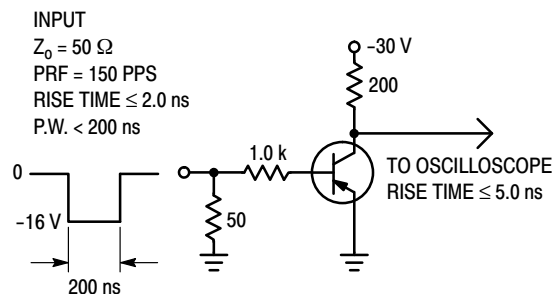 INPUT
Zo = 50 Ω
PRF = 150 PPS
RISE TIME ≤ 2.0 ns
P.W. < 200 ns
−30 V
200
1.0 k
TO OSCILLOSCOPE
RISE TIME ≤ 5.0 ns
0
50
−16 V
200 ns